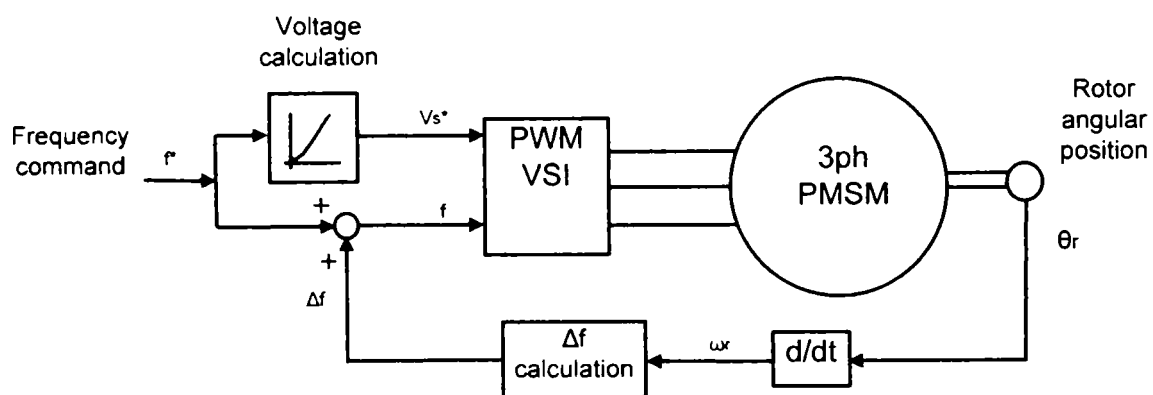 Voltage
calculation
Frequency
command
f*
Vs*
PWM
VSI
3ph
PMSM
Rotor
angular
position
+
f
+
Δf
θr
Δf
calculation
ωr
d/dt